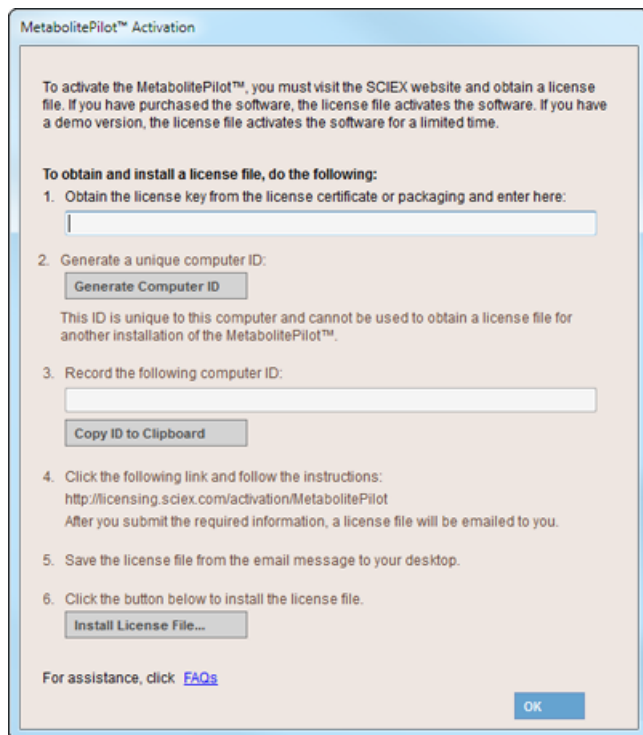 MetabolitePilot™ Activation
To activate the MetabolitePilot™, you must visit the SCIEX website and obtain a license
file. If you have purchased the software, the license file activates the software. If you have
a demo version, the license file activates the software for a limited time.
To obtain and install a license file, do the following:
1. Obtain the license key from the license certificate or packaging and enter here:
2. Generate a unique computer ID:
Generate Computer ID
This ID is unique to this computer and cannot be used to obtain a license file for
another installation of the MetabolitePilot™.
3. Record the following computer ID:
Copy ID to Clipboard
4. Click the following link and follow the instructions:
http://licensing.sciex.com/activation/MetabolitePilot
After you submit the required information, a license file will be emailed to you.
5. Save the license file from the email message to your desktop.
6. Click the button below to install the license file.
Install License File...
For assistance, click FAQs
OK